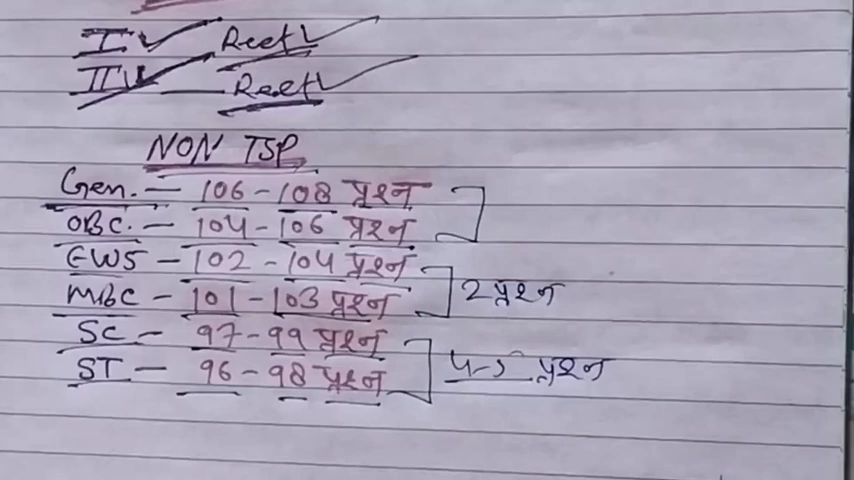 I Reet
II Reet
NON TSP
Gen. — 106 - 108 प्रश्न
OBC. — 104 - 106 प्रश्न
EWS — 102 - 104 प्रश्न
MBC - 101 - 103 प्रश्न 2 प्रश्न
SC — 97 - 99 प्रश्न
ST — 96 - 98 प्रश्न 4-5 प्रश्न